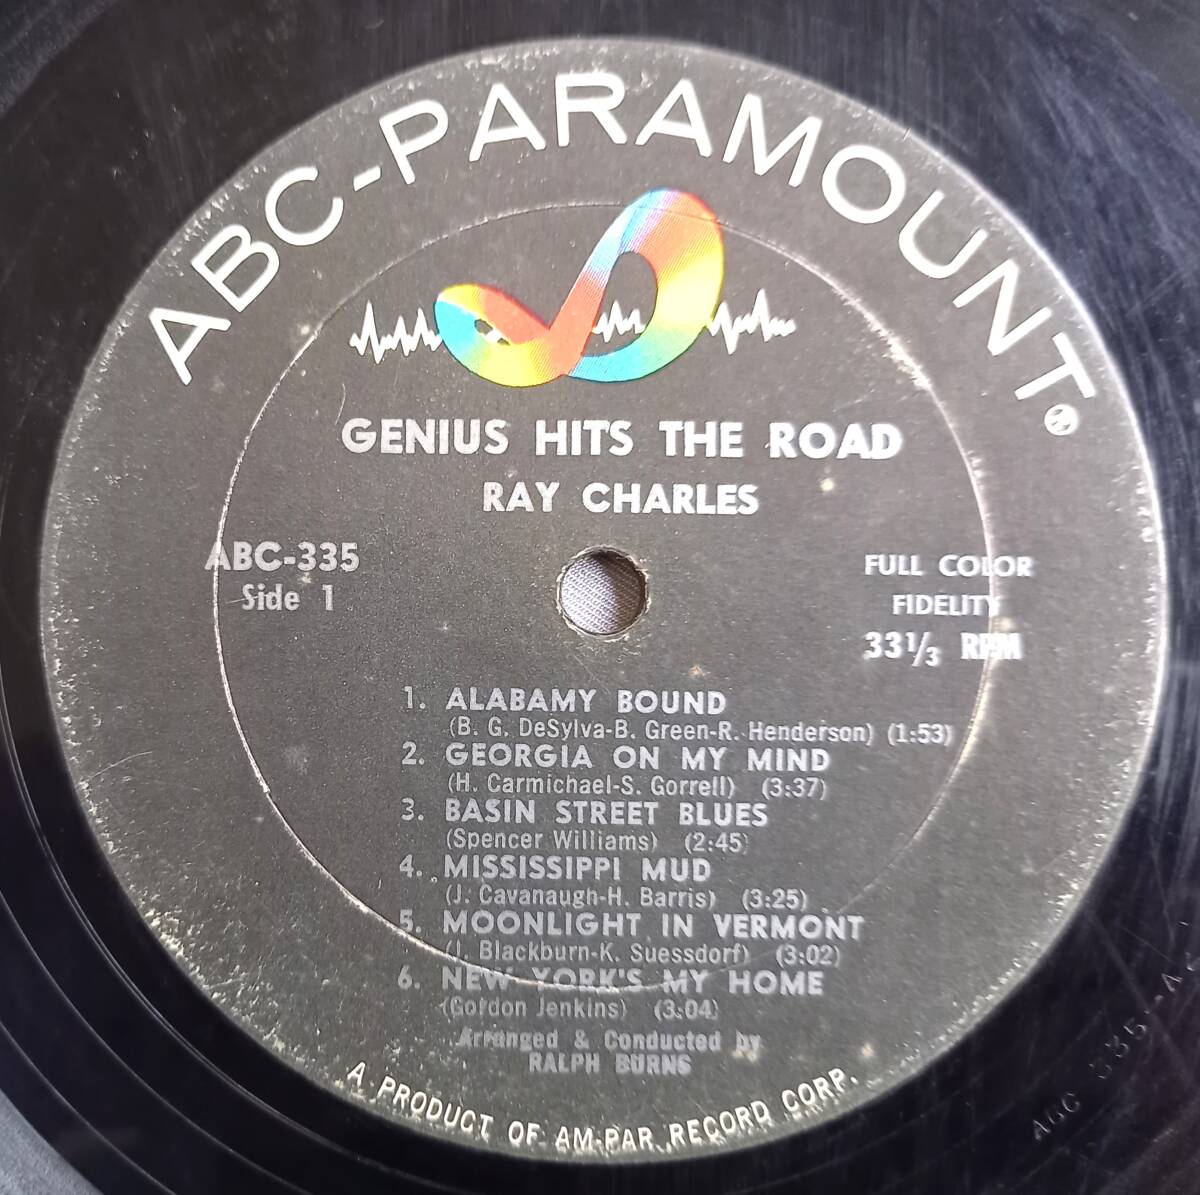 ABC-PARAMOUNT®
GENIUS HITS THE ROAD
RAY CHARLES
ABC-335
Side 1
FULL COLOR
FIDELITY
33⅓ RPM
1. ALABAMY BOUND
(B. G. DeSylva-B. Green-R. Henderson) (1:53)
2. GEORGIA ON MY MIND
(H. Carmichael-S. Gorrell) (3:37)
3. BASIN STREET BLUES
(Spencer Williams) (2:45)
4. MISSISSIPPI MUD
(J. Cavanaugh-H. Barris) (3:25)
5. MOONLIGHT IN VERMONT
(J. Blackburn-K. Suessdorf) (3:02)
6. NEW YORK'S MY HOME
(Gordon Jenkins) (3:04)
Arranged & Conducted by
RALPH BURNS
A PRODUCT OF AM-PAR RECORD CORP.
ABC 335-A